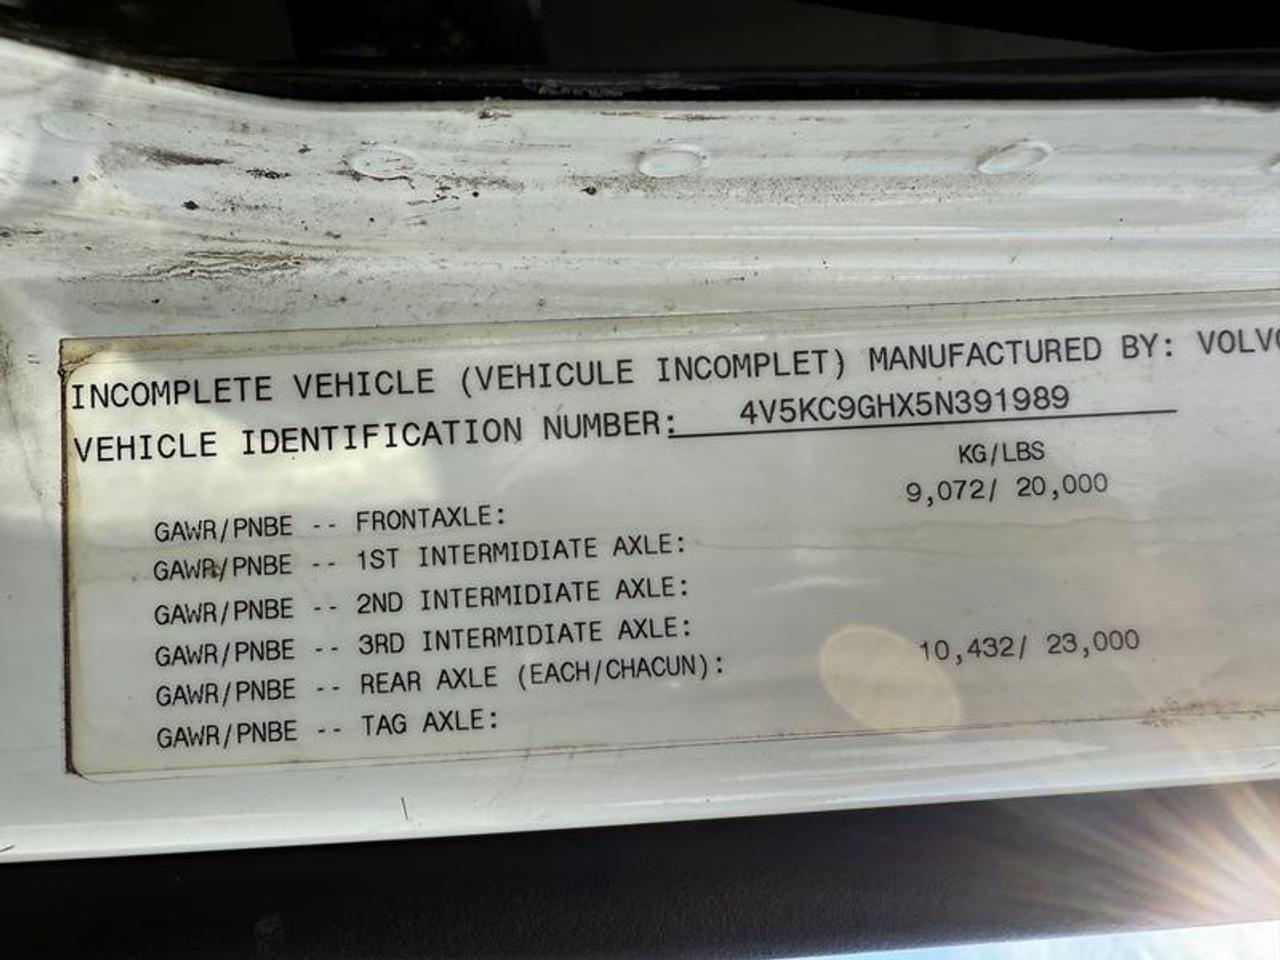 INCOMPLETE VEHICLE (VEHICULE INCOMPLET) MANUFACTURED BY: VOLVO
VEHICLE IDENTIFICATION NUMBER: 4V5KC9GHX5N391989
KG/LBS
GAWR/PNBE -- FRONTAXLE: 9,072/ 20,000
GAWR/PNBE -- 1ST INTERMIDIATE AXLE:
GAWR/PNBE -- 2ND INTERMIDIATE AXLE:
GAWR/PNBE -- 3RD INTERMIDIATE AXLE:
GAWR/PNBE -- REAR AXLE (EACH/CHACUN): 10,432/ 23,000
GAWR/PNBE -- TAG AXLE: